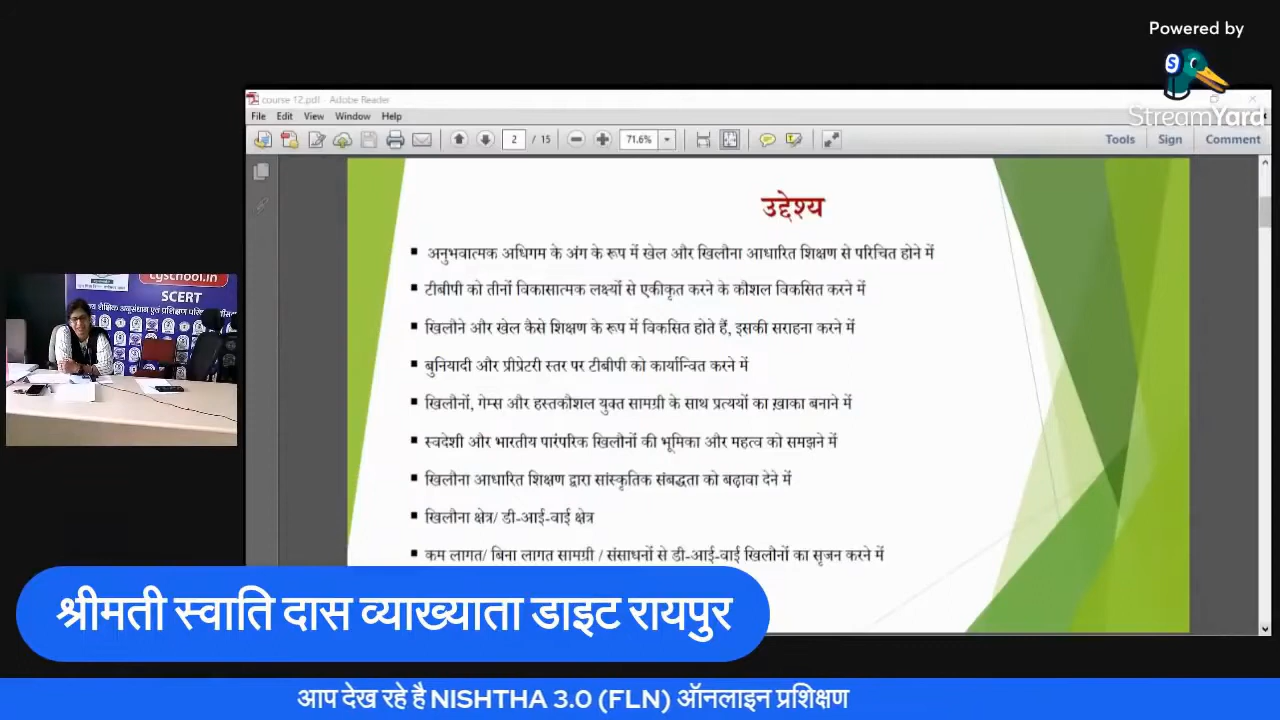 Powered by
StreamYard
course 12.pdf - Adobe Reader
File Edit View Window Help
2 / 15 71.6% Tools Sign Comment
उद्देश्य
अनुभवात्मक अधिगम के अंग के रूप में खेल और खिलौना आधारित शिक्षण से परिचित होने में
टीबीपी को तीनों विकासात्मक लक्ष्यों से एकीकृत करने के कौशल विकसित करने में
खिलौने और खेल कैसे शिक्षण के रूप में विकसित होते हैं, इसकी सराहना करने में
बुनियादी और प्रीप्रेटरी स्तर पर टीबीपी को कार्यान्वित करने में
खिलौनों, गेम्स और हस्तकौशल युक्त सामग्री के साथ प्रत्ययों का ख़ाका बनाने में
स्वदेशी और भारतीय पारंपरिक खिलौनों की भूमिका और महत्व को समझने में
खिलौना आधारित शिक्षण द्वारा सांस्कृतिक संबद्धता को बढ़ावा देने में
खिलौना क्षेत्र/ डी-आई-वाई क्षेत्र
कम लागत/ बिना लागत सामग्री / संसाधनों से डी-आई-वाई खिलौनों का सृजन करने में
cgschool.in
SCERT
शैक्षिक अनुसंधान एवं प्रशिक्षण
श्रीमती स्वाति दास व्याख्याता डाइट रायपुर
आप देख रहे है NISHTHA 3.0 (FLN) ऑनलाइन प्रशिक्षण